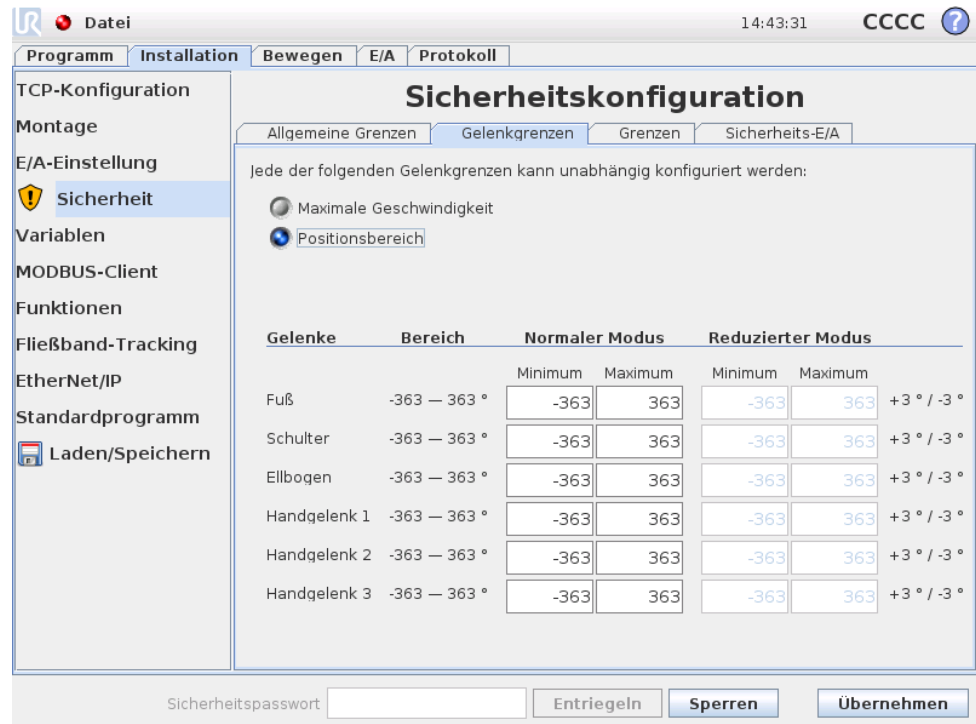 UR Datei 14:43:31 CCCC ?
Programm Installation Bewegen E/A Protokoll
TCP-Konfiguration
Montage
E/A-Einstellung
Sicherheit
Variablen
MODBUS-Client
Funktionen
Fließband-Tracking
EtherNet/IP
Standardprogramm
Laden/Speichern
Sicherheitskonfiguration
Allgemeine Grenzen Gelenkgrenzen Grenzen Sicherheits-E/A
Jede der folgenden Gelenkgrenzen kann unabhängig konfiguriert werden:
Maximale Geschwindigkeit
Positionsbereich
Gelenke Bereich Normaler Modus Reduzierter Modus
Minimum Maximum Minimum Maximum
Fuß -363 — 363 ° -363 363 -363 363 +3 ° / -3 °
Schulter -363 — 363 ° -363 363 -363 363 +3 ° / -3 °
Ellbogen -363 — 363 ° -363 363 -363 363 +3 ° / -3 °
Handgelenk 1 -363 — 363 ° -363 363 -363 363 +3 ° / -3 °
Handgelenk 2 -363 — 363 ° -363 363 -363 363 +3 ° / -3 °
Handgelenk 3 -363 — 363 ° -363 363 -363 363 +3 ° / -3 °
Sicherheitspasswort Entriegeln Sperren Übernehmen